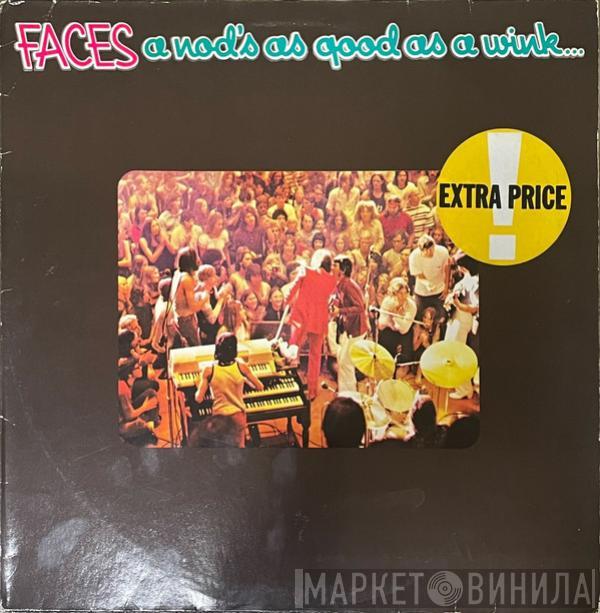 FACES a nod's as good as a wink...
EXTRA PRICE
МАРКЕТ ВИНИЛА